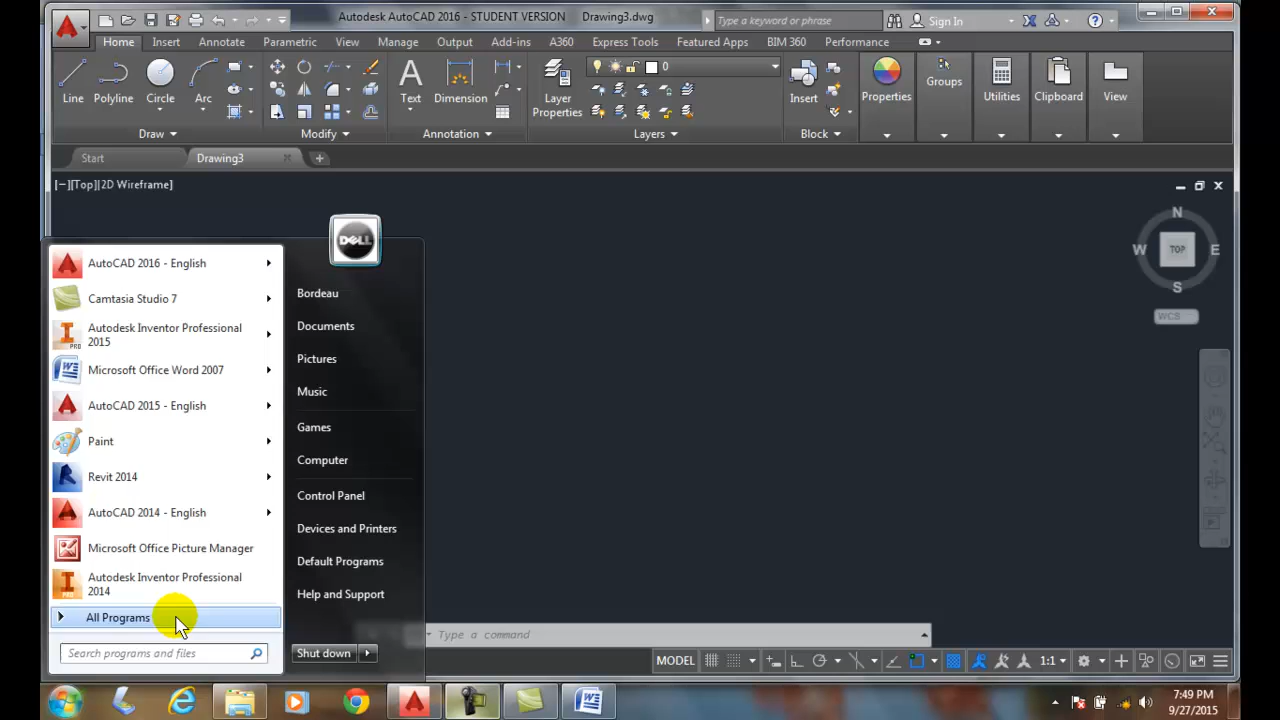 Autodesk AutoCAD 2016 - STUDENT VERSION Drawing3.dwg
Type a keyword or phrase
Sign In
Home Insert Annotate Parametric View Manage Output Add-ins A360 Express Tools Featured Apps BIM 360 Performance
0
Line Polyline Circle Arc
Text Dimension
Layer
Properties
Insert
Properties Groups Utilities Clipboard View
Draw Modify Annotation Layers Block
Start Drawing3
[−][Top][2D Wireframe]
N
W TOP E
S
WCS
DELL
AutoCAD 2016 - English
Camtasia Studio 7
Autodesk Inventor Professional
2015
PRO
Microsoft Office Word 2007
AutoCAD 2015 - English
Paint
Revit 2014
AutoCAD 2014 - English
Microsoft Office Picture Manager
Autodesk Inventor Professional
2014
PRO
All Programs
Search programs and files
Bordeau
Documents
Pictures
Music
Games
Computer
Control Panel
Devices and Printers
Default Programs
Help and Support
Shut down
Type a command
MODEL
1:1
7:49 PM
9/27/2015